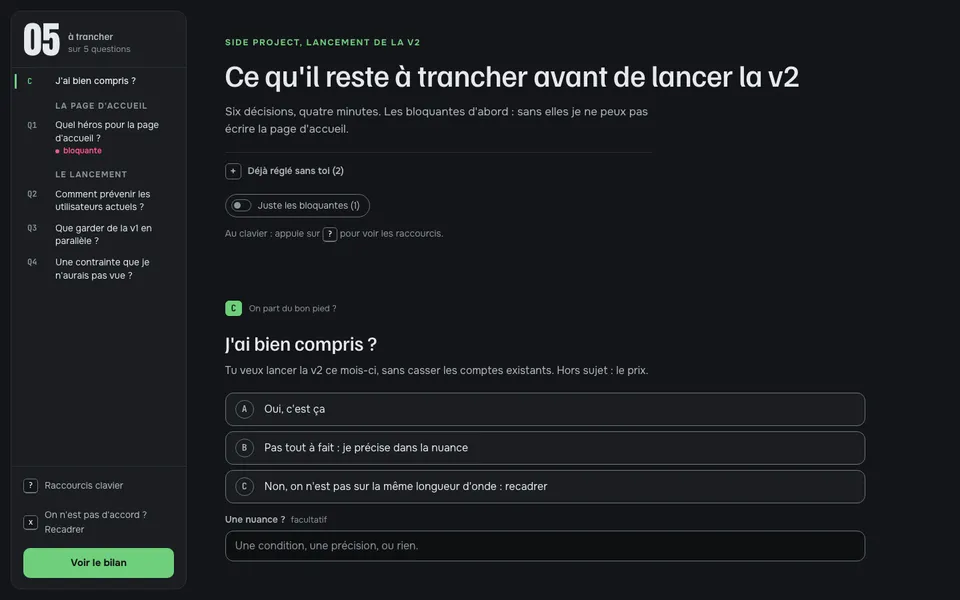 05
à trancher
sur 5 questions
C
J'ai bien compris ?
LA PAGE D'ACCUEIL
Q1
Quel héros pour la page
d'accueil ?
bloquante
LE LANCEMENT
Q2
Comment prévenir les
utilisateurs actuels ?
Q3
Que garder de la v1 en
parallèle ?
Q4
Une contrainte que je
n'aurais pas vue ?
?
Raccourcis clavier
x
On n'est pas d'accord ?
Recadrer
Voir le bilan
SIDE PROJECT, LANCEMENT DE LA V2
Ce qu'il reste à trancher avant de lancer la v2
Six décisions, quatre minutes. Les bloquantes d'abord : sans elles je ne peux pas
écrire la page d'accueil.
+ Déjà réglé sans toi (2)
Juste les bloquantes (1)
Au clavier : appuie sur ? pour voir les raccourcis.
C On part du bon pied ?
J'ai bien compris ?
Tu veux lancer la v2 ce mois-ci, sans casser les comptes existants. Hors sujet : le prix.
A Oui, c'est ça
B Pas tout à fait : je précise dans la nuance
C Non, on n'est pas sur la même longueur d'onde : recadrer
Une nuance ? facultatif
Une condition, une précision, ou rien.